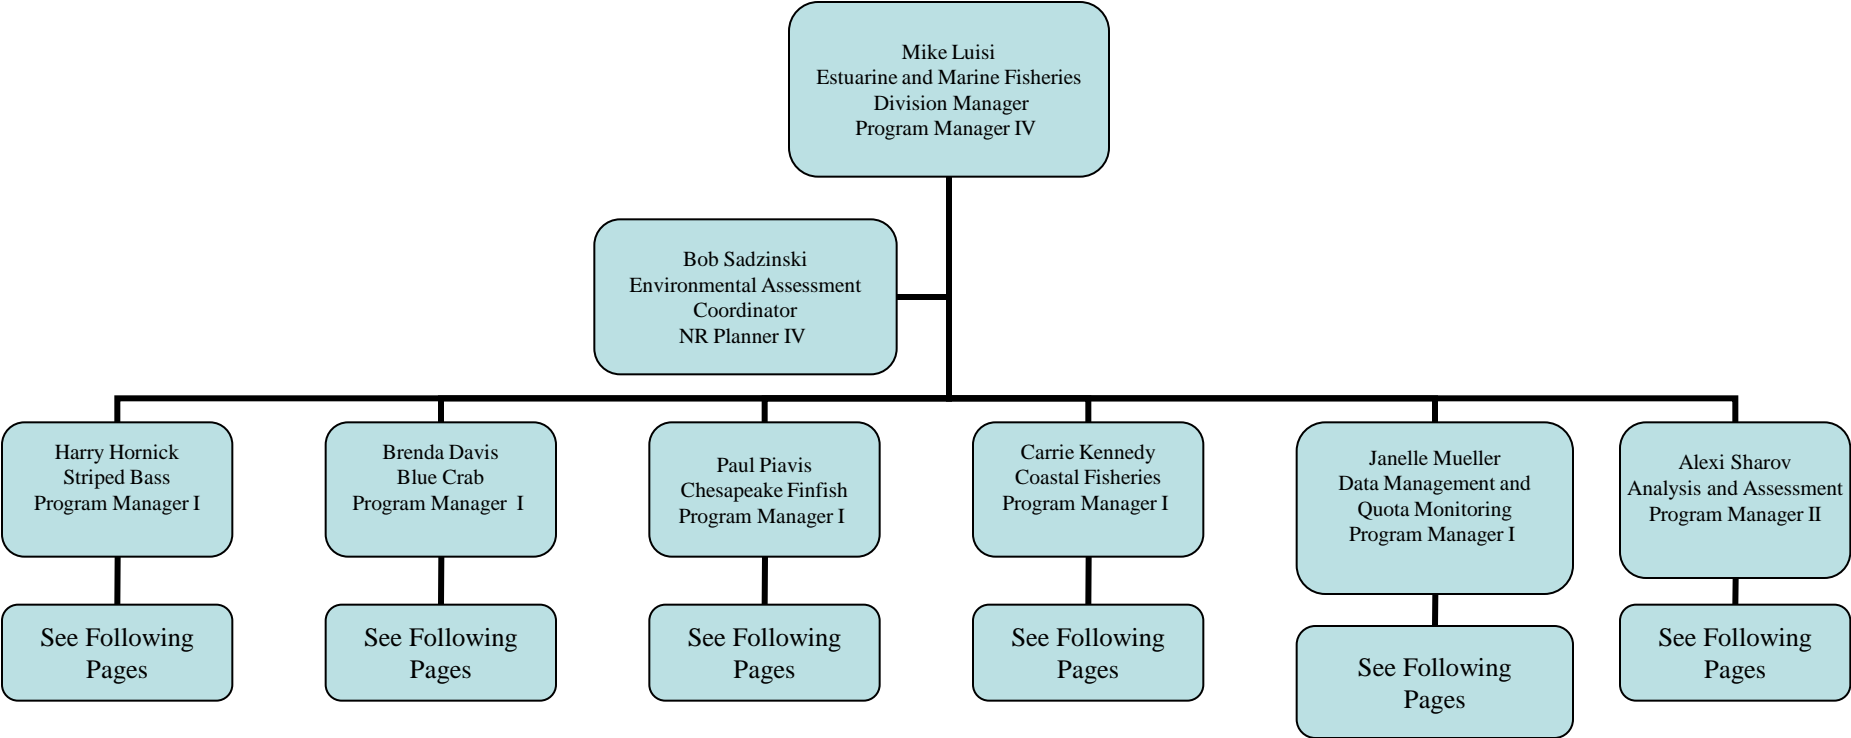 Mike Luisi
Estuarine and Marine Fisheries
Division Manager
Program Manager IV
Bob Sadzinski
Environmental Assessment
Coordinator
NR Planner IV
Harry Hornick
Striped Bass
Program Manager I
Brenda Davis
Blue Crab
Program Manager  I
Paul Piavis
Chesapeake Finfish
Program Manager I
Carrie Kennedy
Coastal Fisheries
Program Manager I
Janelle Mueller
Data Management and
Quota Monitoring
Program Manager I
Alexi Sharov
Analysis and Assessment
Program Manager II
See Following
Pages
See Following
Pages
See Following
Pages
See Following
Pages
See Following
Pages
See Following
Pages